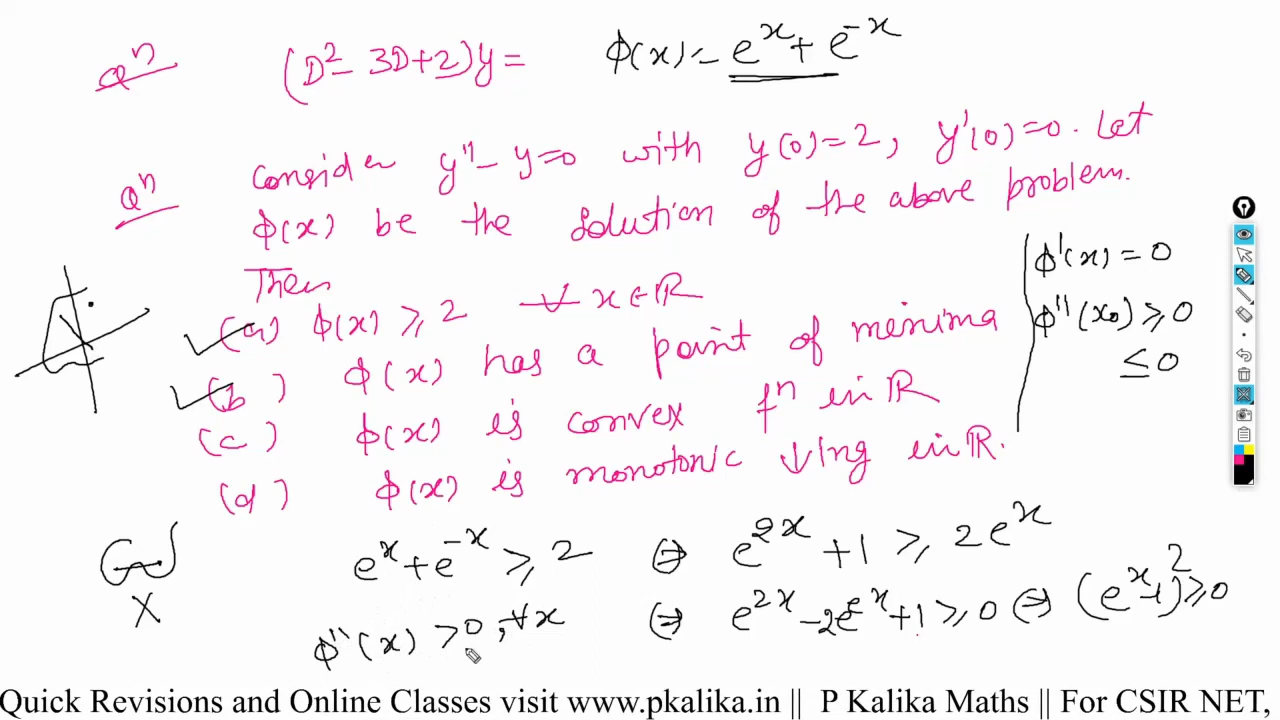 Qⁿ (D² - 3D + 2)y = ϕ(x) = eˣ + e⁻ˣ
Qⁿ Consider y'' - y = 0 with y(0) = 2, y'(0) = 0. Let
ϕ(x) be the solution of the above problem.
Then
(a) ϕ(x) ≥ 2 ∀ x ∈ ℝ
(b) ϕ(x) has a point of minima
(c) ϕ(x) is convex fⁿ in ℝ
(d) ϕ(x) is monotonic ↓ing in ℝ.
ϕ'(x) = 0
ϕ''(x₀) ≥ 0
≤ 0
eˣ + e⁻ˣ ≥ 2 ⇔ e²ˣ + 1 ≥ 2eˣ
ϕ''(x) > 0, ∀x ⇔ e²ˣ - 2eˣ + 1 ≥ 0 ⇔ (eˣ - 1)² ≥ 0
X
Quick Revisions and Online Classes visit www.pkalika.in || P Kalika Maths || For CSIR NET,